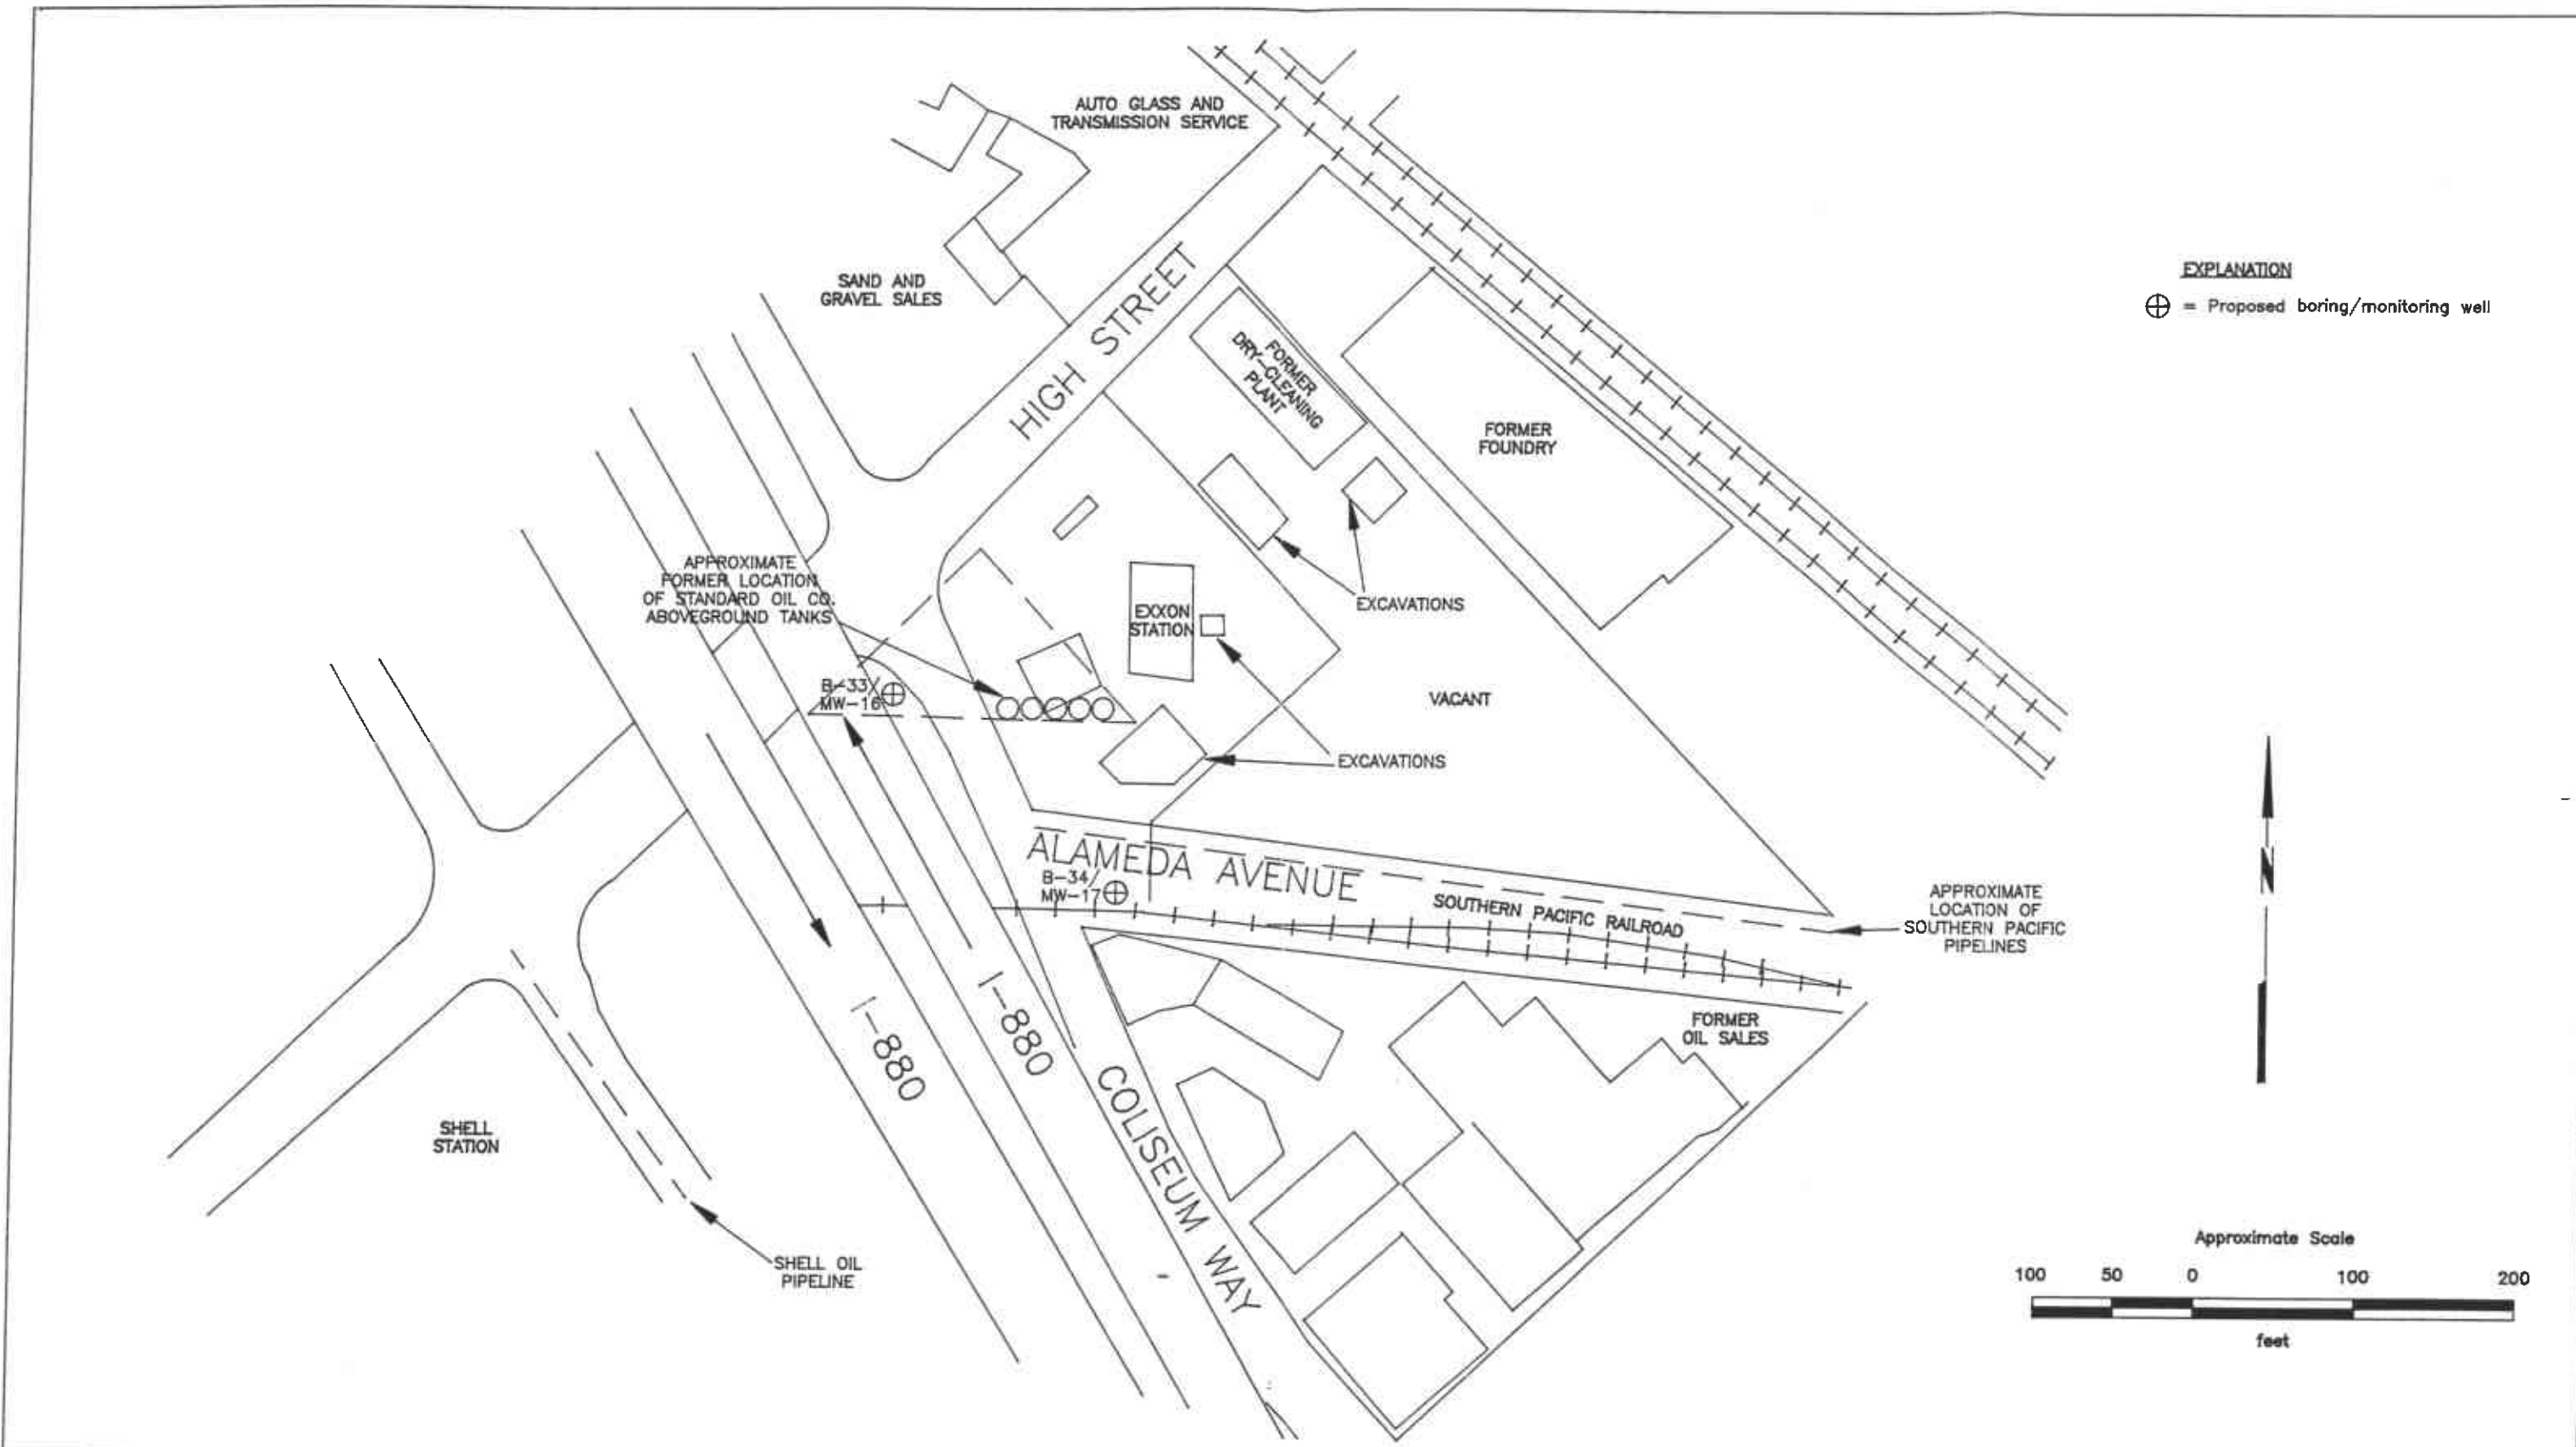 AUTO GLASS AND
TRANSMISSION SERVICE
SAND AND
GRAVEL SALES
HIGH STREET
EXPLANATION
⊕ = Proposed boring/monitoring well
FORMER
DRY-CLEANING
PLANT
FORMER
FOUNDRY
APPROXIMATE
FORMER LOCATION
OF STANDARD OIL CO.
ABOVEGROUND TANKS
EXXON
STATION
EXCAVATIONS
B-33/
MW-16
VACANT
EXCAVATIONS
ALAMEDA AVENUE
B-34/
MW-17
SOUTHERN PACIFIC RAILROAD
APPROXIMATE
LOCATION OF
SOUTHERN PACIFIC
PIPELINES
N
I-880
I-880
FORMER
OIL SALES
COLISEUM WAY
SHELL
STATION
SHELL OIL
PIPELINE
Approximate Scale
100 50 0 100 200
feet